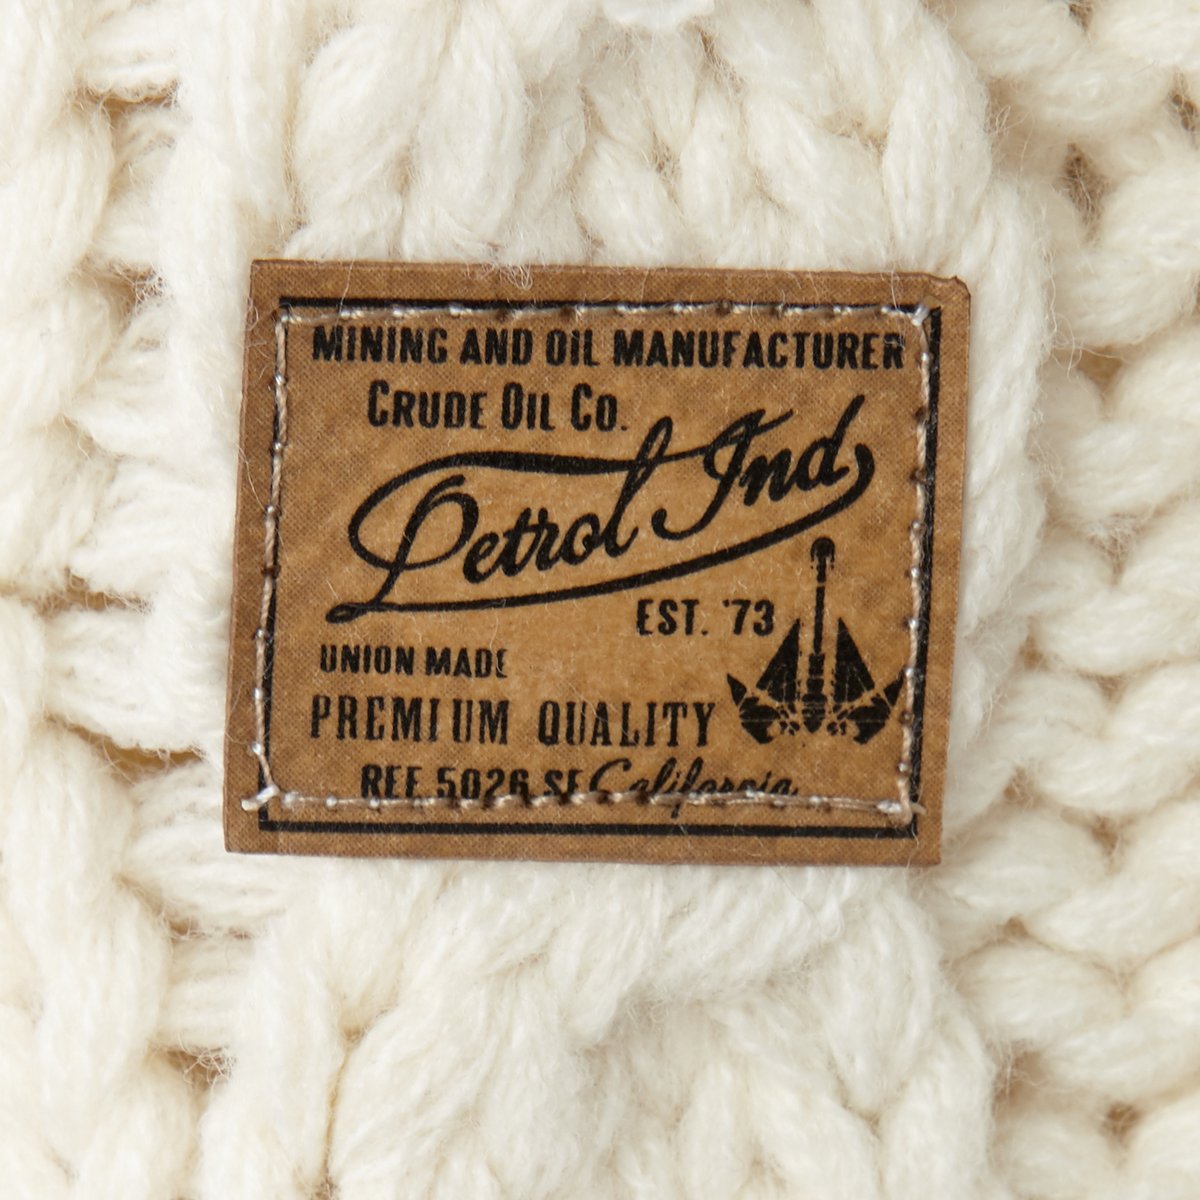 MINING AND OIL MANUFACTURER
CRUDE OIL CO.
Petrol Ind
EST. '73
UNION MADE
PREMIUM QUALITY
REF. 5026 SF California